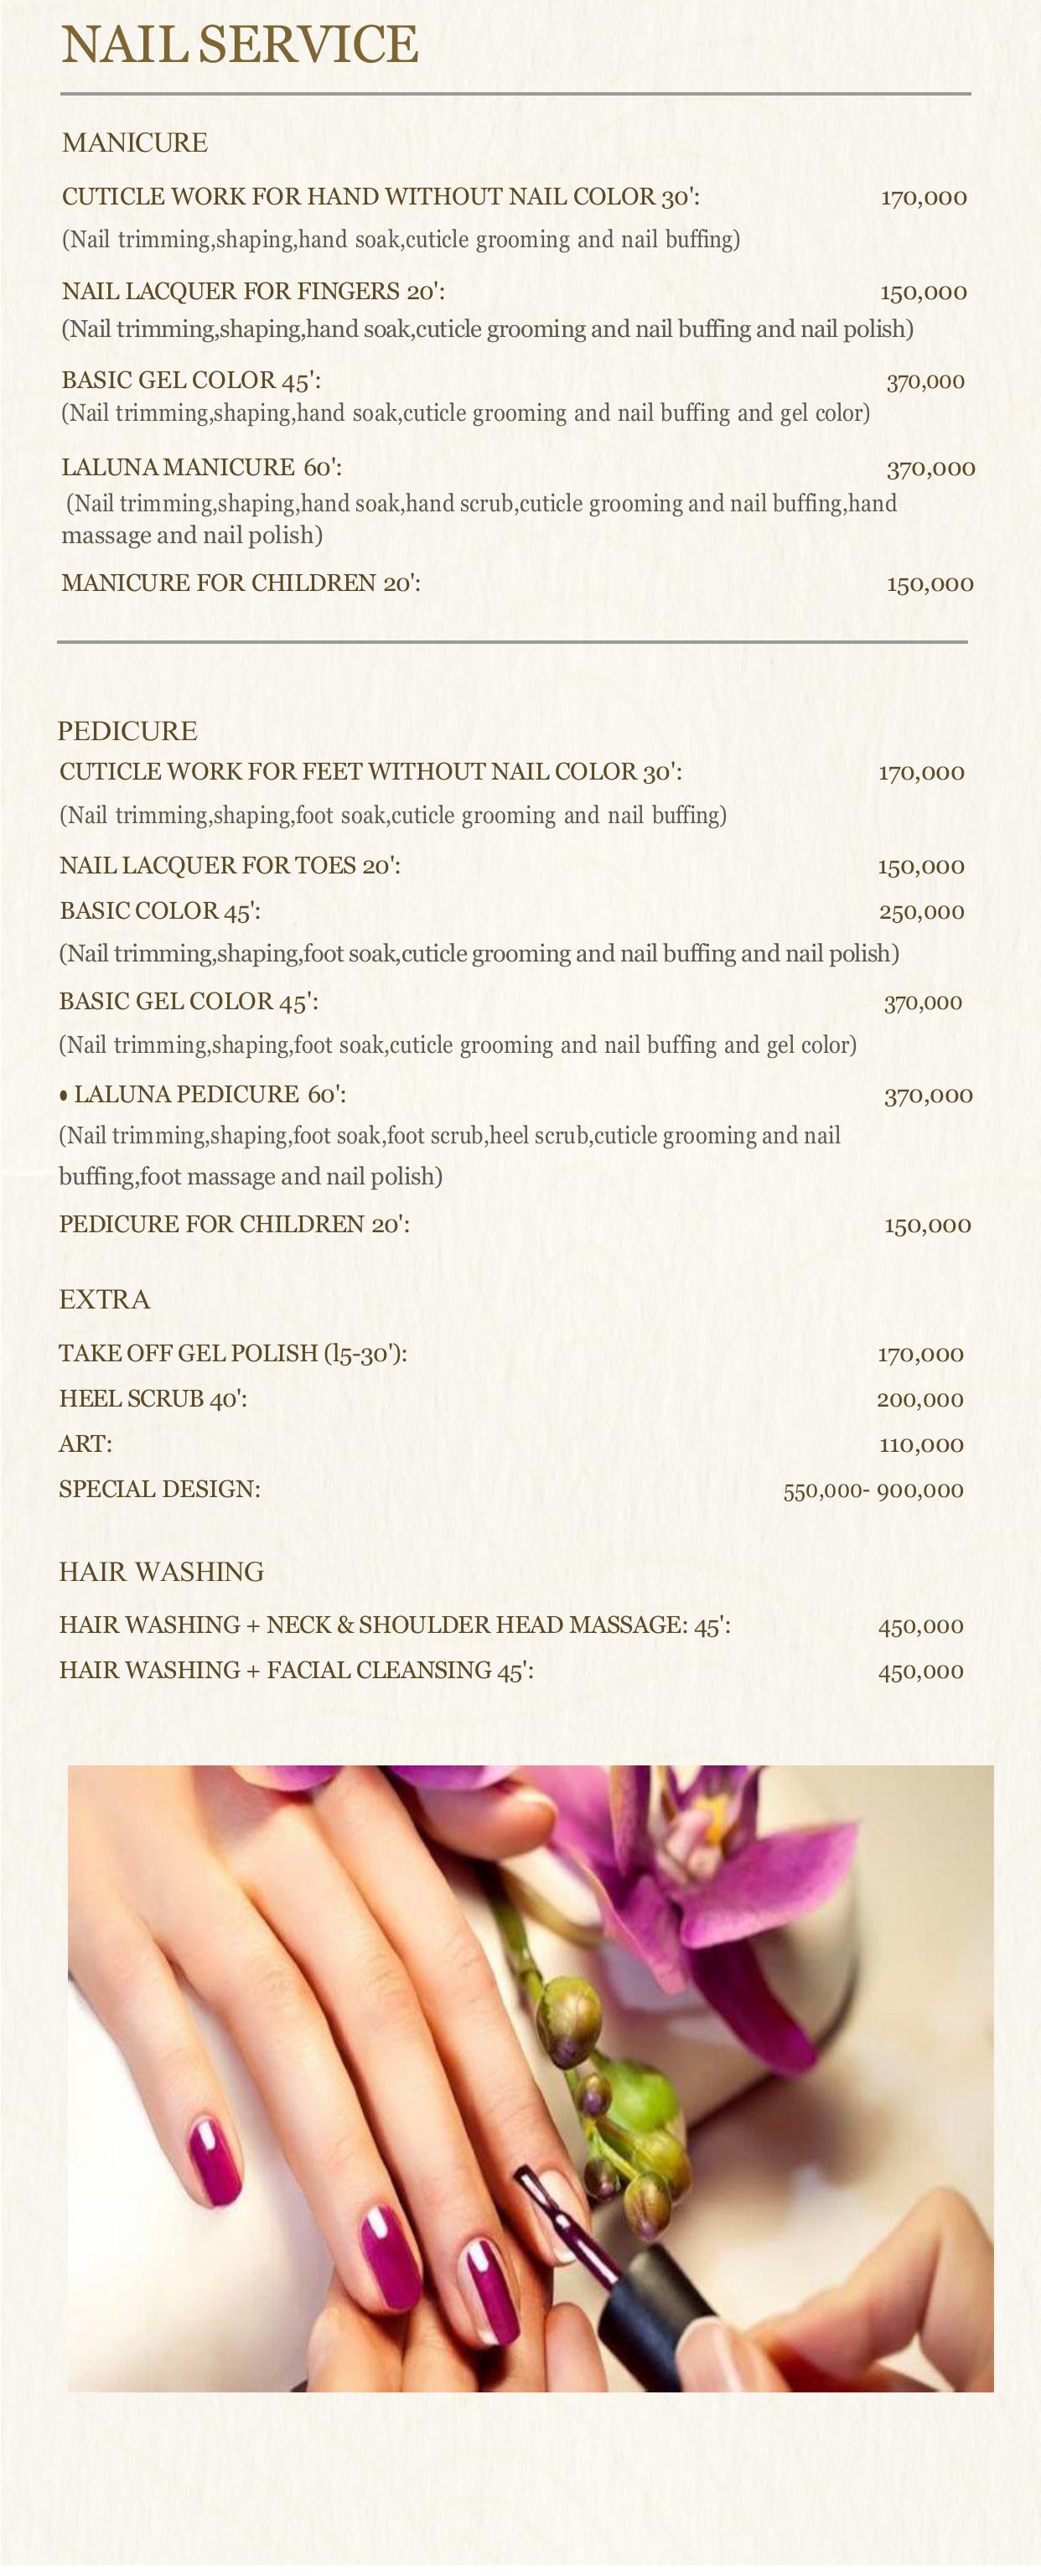 NAIL SERVICE
MANICURE
CUTICLE WORK FOR HAND WITHOUT NAIL COLOR 30': 170,000
(Nail trimming,shaping,hand soak,cuticle grooming and nail buffing)
NAIL LACQUER FOR FINGERS 20': 150,000
(Nail trimming,shaping,hand soak,cuticle grooming and nail buffing and nail polish)
BASIC GEL COLOR 45': 370,000
(Nail trimming,shaping,hand soak,cuticle grooming and nail buffing and gel color)
LALUNA MANICURE 60': 370,000
(Nail trimming,shaping,hand soak,hand scrub,cuticle grooming and nail buffing,hand
massage and nail polish)
MANICURE FOR CHILDREN 20': 150,000
PEDICURE
CUTICLE WORK FOR FEET WITHOUT NAIL COLOR 30': 170,000
(Nail trimming,shaping,foot soak,cuticle grooming and nail buffing)
NAIL LACQUER FOR TOES 20': 150,000
BASIC COLOR 45': 250,000
(Nail trimming,shaping,foot soak,cuticle grooming and nail buffing and nail polish)
BASIC GEL COLOR 45': 370,000
(Nail trimming,shaping,foot soak,cuticle grooming and nail buffing and gel color)
• LALUNA PEDICURE 60': 370,000
(Nail trimming,shaping,foot soak,foot scrub,heel scrub,cuticle grooming and nail
buffing,foot massage and nail polish)
PEDICURE FOR CHILDREN 20': 150,000
EXTRA
TAKE OFF GEL POLISH (l5-30'): 170,000
HEEL SCRUB 40': 200,000
ART: 110,000
SPECIAL DESIGN: 550,000- 900,000
HAIR WASHING
HAIR WASHING + NECK & SHOULDER HEAD MASSAGE: 45': 450,000
HAIR WASHING + FACIAL CLEANSING 45': 450,000